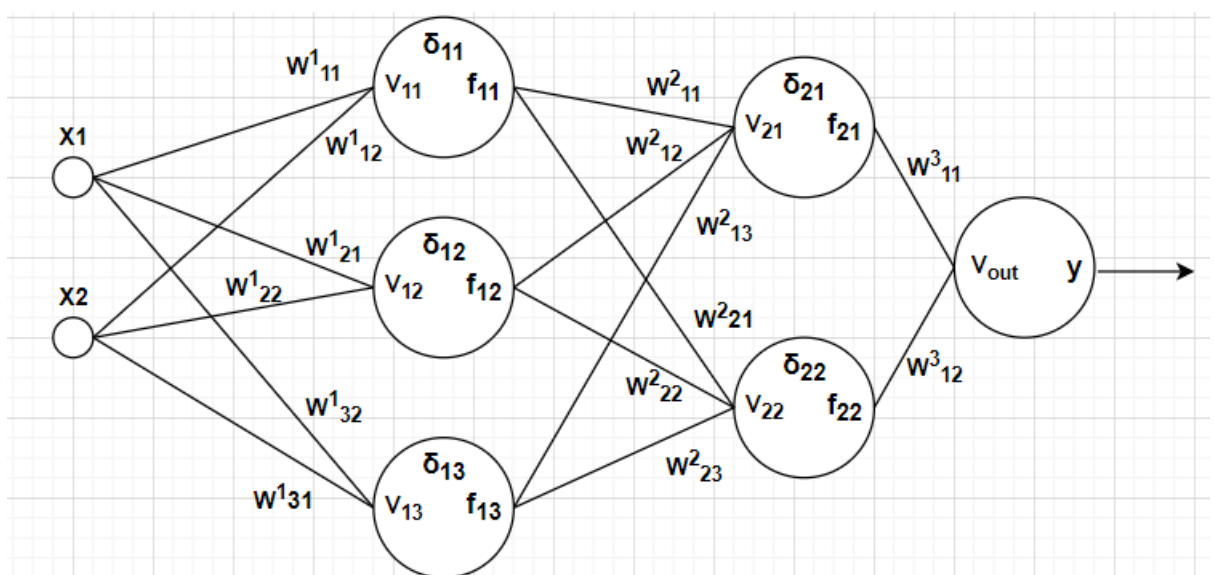 X1
X2
W¹₁₁
W¹₁₂
W¹₂₁
W¹₂₂
W¹₃₂
W¹31
δ₁₁
V₁₁ f₁₁
δ₁₂
V₁₂ f₁₂
δ₁₃
V₁₃ f₁₃
W²₁₁
W²₁₂
W²₁₃
W²21
W²₂₂
W²₂₃
δ₂₁
V₂₁ f₂₁
δ₂₂
V₂₂ f₂₂
W³₁₁
W³₁₂
Vₒᵤₜ y